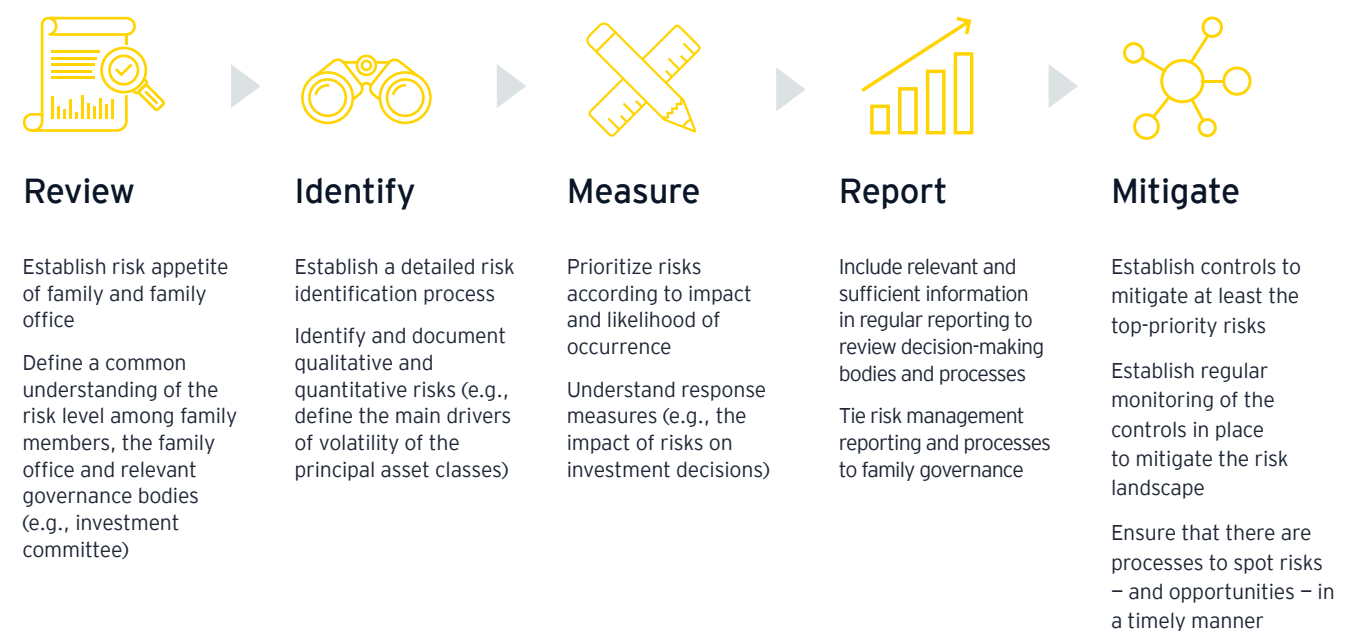 Review
Establish risk appetite
of family and family
office
Define a common
understanding of the
risk level among family
members, the family
office and relevant
governance bodies
(e.g., investment
committee)
Identify
Establish a detailed risk
identification process
Identify and document
qualitative and
quantitative risks (e.g.,
define the main drivers
of volatility of the
principal asset classes)
Measure
Prioritize risks
according to impact
and likelihood of
occurrence
Understand response
measures (e.g., the
impact of risks on
investment decisions)
Report
Include relevant and
sufficient information
in regular reporting to
review decision-making
bodies and processes
Tie risk management
reporting and processes
to family governance
Mitigate
Establish controls to
mitigate at least the
top-priority risks
Establish regular
monitoring of the
controls in place
to mitigate the risk
landscape
Ensure that there are
processes to spot risks
— and opportunities — in
a timely manner